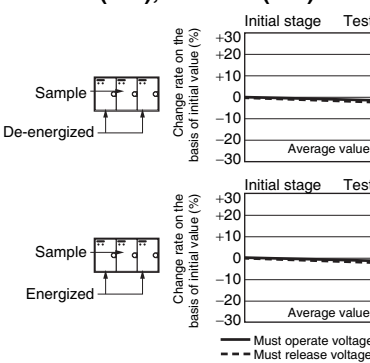 Initial stage Test
Change rate on the
basis of initial value (%)
+30
+20
+10
0
−10
−20
−30
Sample
De-energized
Average value
Initial stage Test
Change rate on the
basis of initial value (%)
+30
+20
+10
0
−10
−20
−30
Sample
Energized
Average value
Must operate voltage
Must release voltage